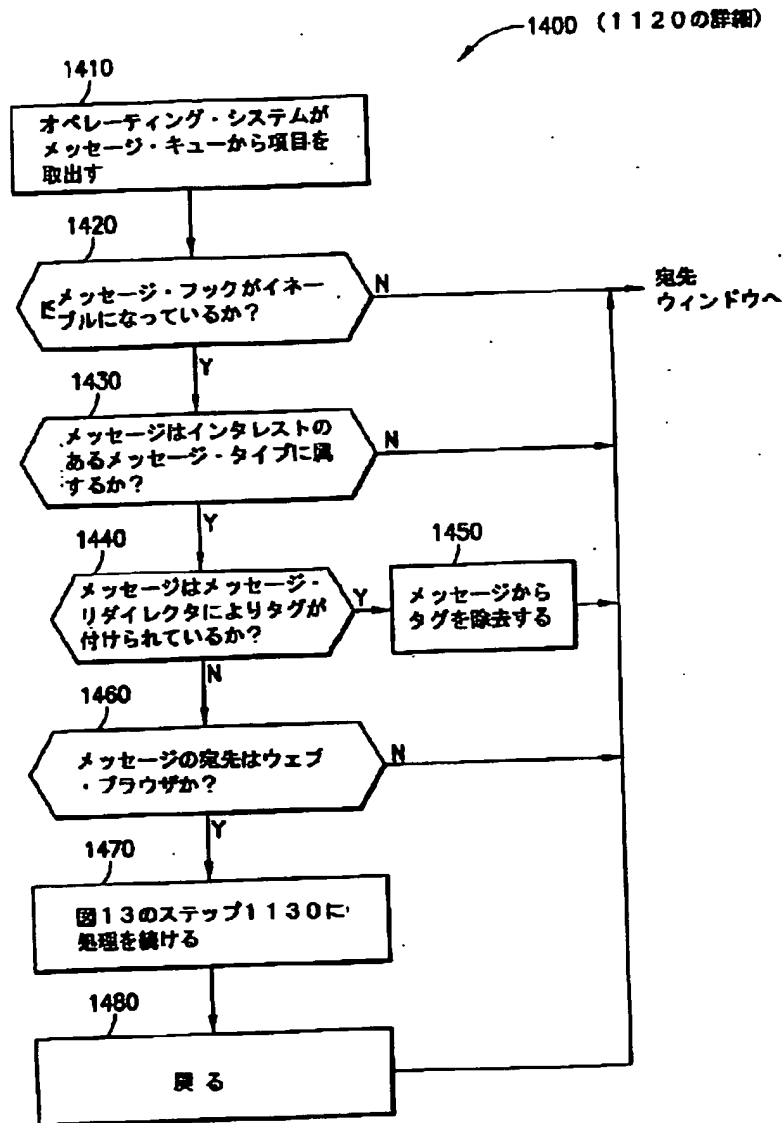 1400 (1120の詳細)
1410
オペレーティング・システムが
メッセージ・キューから項目を
取出す
1420
メッセージ・フックがイネー
ブルになっているか?
N
宛先
ウィンドウへ
Y
1430
メッセージはインタレストの
あるメッセージ・タイプに属
するか?
N
Y
1440
メッセージはメッセージ・
リダイレクタによりタグが
付けられているか?
Y
1450
メッセージから
タグを除去する
N
1460
メッセージの宛先はウェブ
・ブラウザか?
N
Y
1470
図13のステップ1130に
処理を続ける
1480
戻る